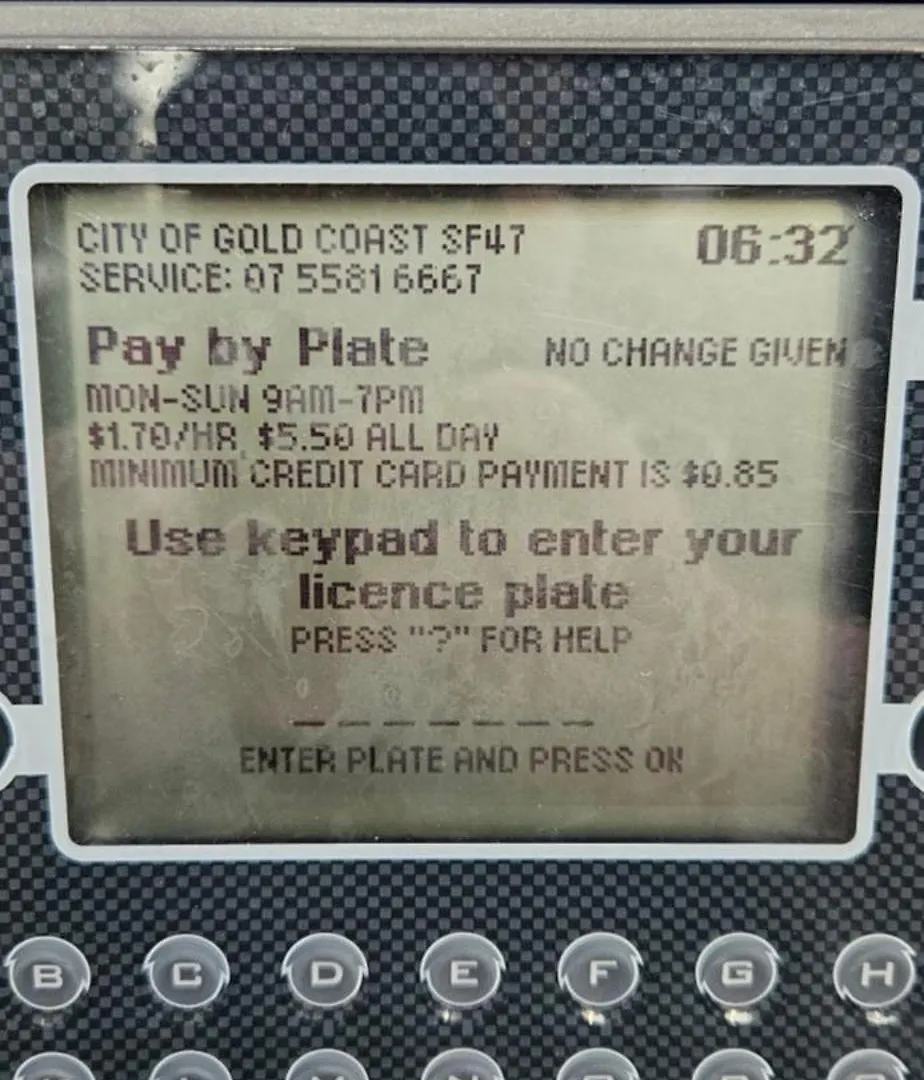 CITY OF GOLD COAST SF47
06:32
SERVICE: 07 5581 6667
Pay by Plate
NO CHANGE GIVEN
MON-SUN 9AM-7PM
$1.70/HR, $5.50 ALL DAY
MINIMUM CREDIT CARD PAYMENT IS $0.85
Use keypad to enter your
licence plate
PRESS "?" FOR HELP
_ _ _ _ _ _ _
ENTER PLATE AND PRESS OK
B C D E F G H